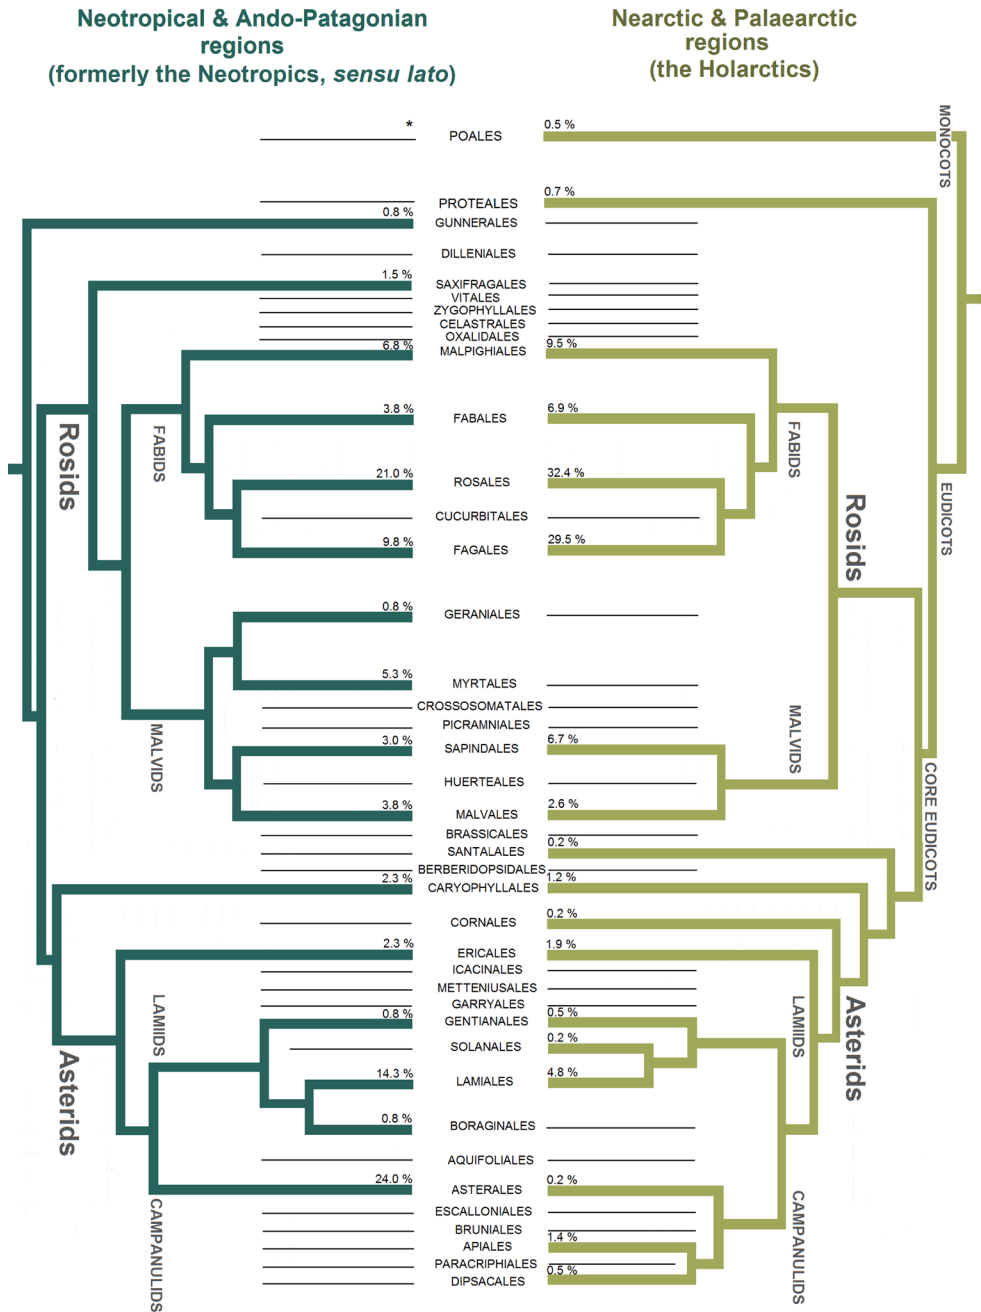 Neotropical & Ando-Patagonian
regions
(formerly the Neotropics, sensu lato)
Nearctic & Palaearctic
regions
(the Holarctics)
* POALES 0.5 %
MONOCOTS
PROTEALES 0.7 %
0.8 % GUNNERALES
DILLENIALES
1.5 % SAXIFRAGALES
VITALES
ZYGOPHYLLALES
CELASTRALES
OXALIDALES
6.8 % MALPIGHIALES 9.5 %
Rosids
FABIDS
3.8 % FABALES 6.9 %
FABIDS
21.0 % ROSALES 32.4 %
CUCURBITALES
Rosids
EUDICOTS
9.8 % FAGALES 29.5 %
0.8 % GERANIALES
5.3 % MYRTALES
CROSSOSOMATALES
PICRAMNIALES
MALVIDS
3.0 % SAPINDALES 6.7 %
MALVIDS
HUERTEALES
3.8 % MALVALES 2.6 %
CORE EUDICOTS
BRASSICALES
SANTALALES 0.2 %
BERBERIDOPSIDALES
2.3 % CARYOPHYLLALES 1.2 %
CORNALES 0.2 %
2.3 % ERICALES 1.9 %
ICACINALES
METTENIUSALES
GARRYALES
LAMIIDS
0.8 % GENTIANALES 0.5 %
LAMIIDS
Asterids
SOLANALES 0.2 %
14.3 % LAMIALES 4.8 %
Asterids
0.8 % BORAGINALES
AQUIFOLIALES
24.0 % ASTERALES 0.2 %
ESCALLONIALES
BRUNIALES
CAMPANULIDS
APIALES 1.4 %
CAMPANULIDS
PARACRIPHIALES
DIPSACALES 0.5 %